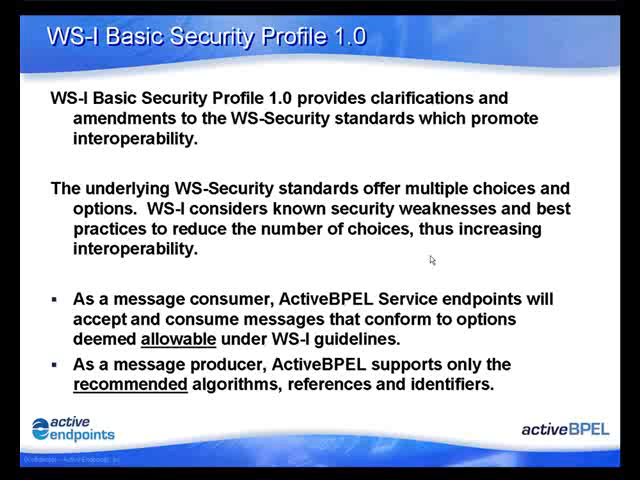 WS-I Basic Security Profile 1.0
WS-I Basic Security Profile 1.0 provides clarifications and
amendments to the WS-Security standards which promote
interoperability.
The underlying WS-Security standards offer multiple choices and
options. WS-I considers known security weaknesses and best
practices to reduce the number of choices, thus increasing
interoperability.
▪ As a message consumer, ActiveBPEL Service endpoints will
accept and consume messages that conform to options
deemed allowable under WS-I guidelines.
▪ As a message producer, ActiveBPEL supports only the
recommended algorithms, references and identifiers.
active
endpoints
activeBPEL
Active Endpoints